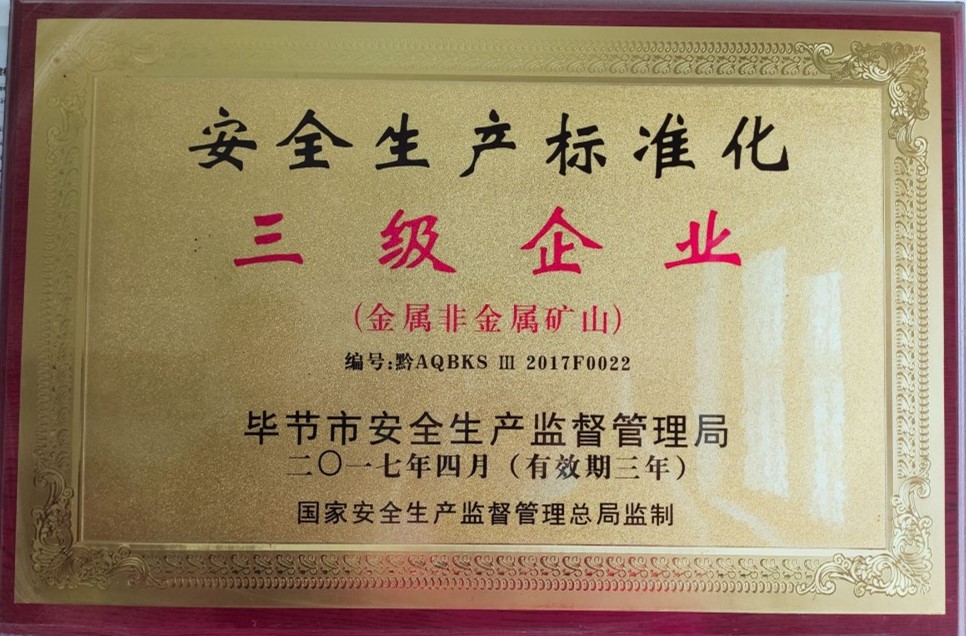 安全生产标准化
三级企业
(金属非金属矿山)
编号:黔AQBKS Ⅲ 2017F0022
毕节市安全生产监督管理局
二〇一七年四月(有效期三年)
国家安全生产监督管理总局监制